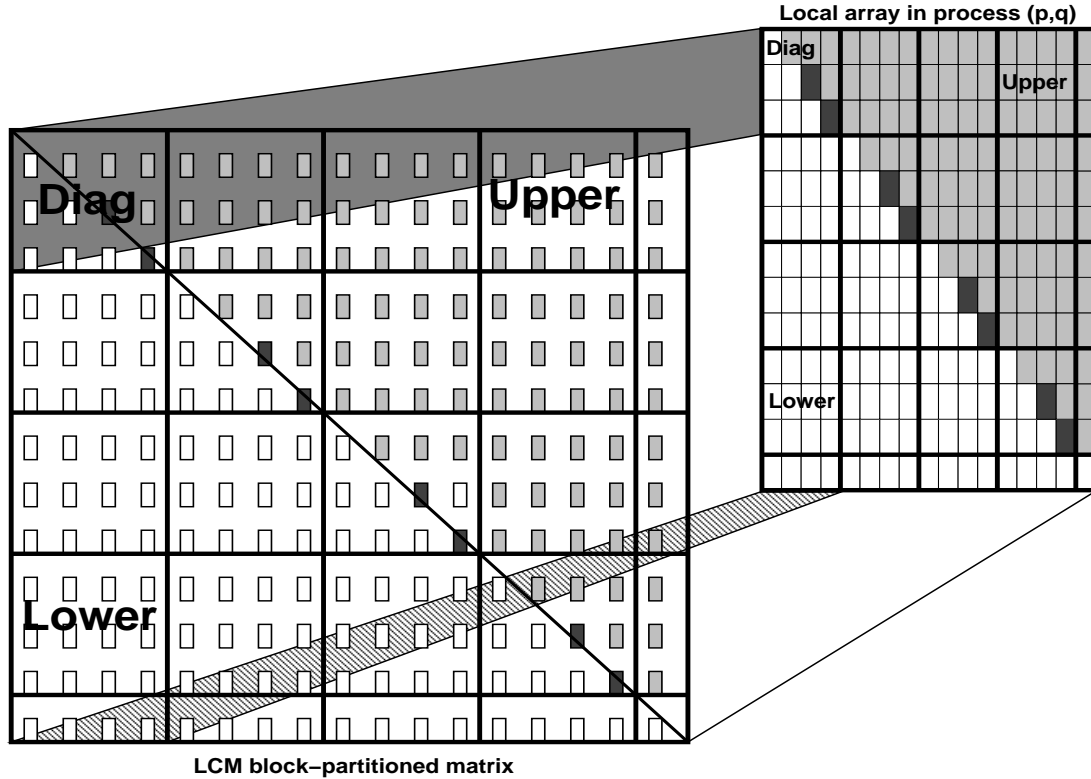 Local array in process (p,q)
Diag
Upper
Diag
Upper
Lower
Lower
LCM block–partitioned matrix